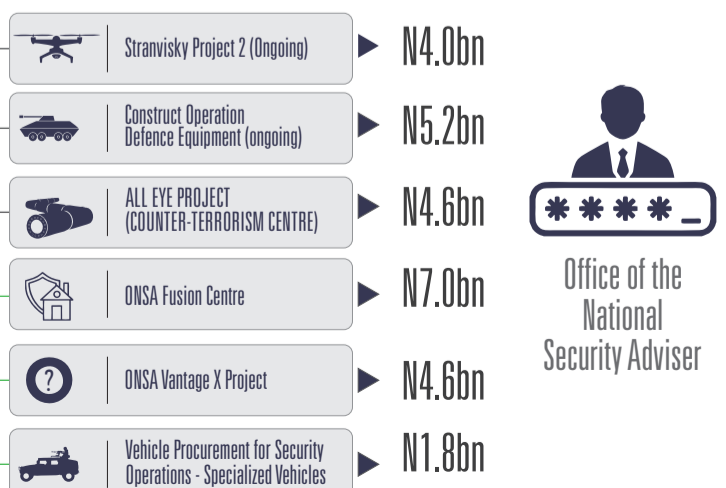 Stranvisky Project 2 (Ongoing)
N4.0bn
Construct Operation
Defence Equipment (ongoing)
N5.2bn
ALL EYE PROJECT
(COUNTER-TERRORISM CENTRE)
N4.6bn
ONSA Fusion Centre
N7.0bn
?
ONSA Vantage X Project
N4.6bn
Vehicle Procurement for Security
Operations - Specialized Vehicles
N1.8bn
* * * * _
Office of the
National
Security Adviser